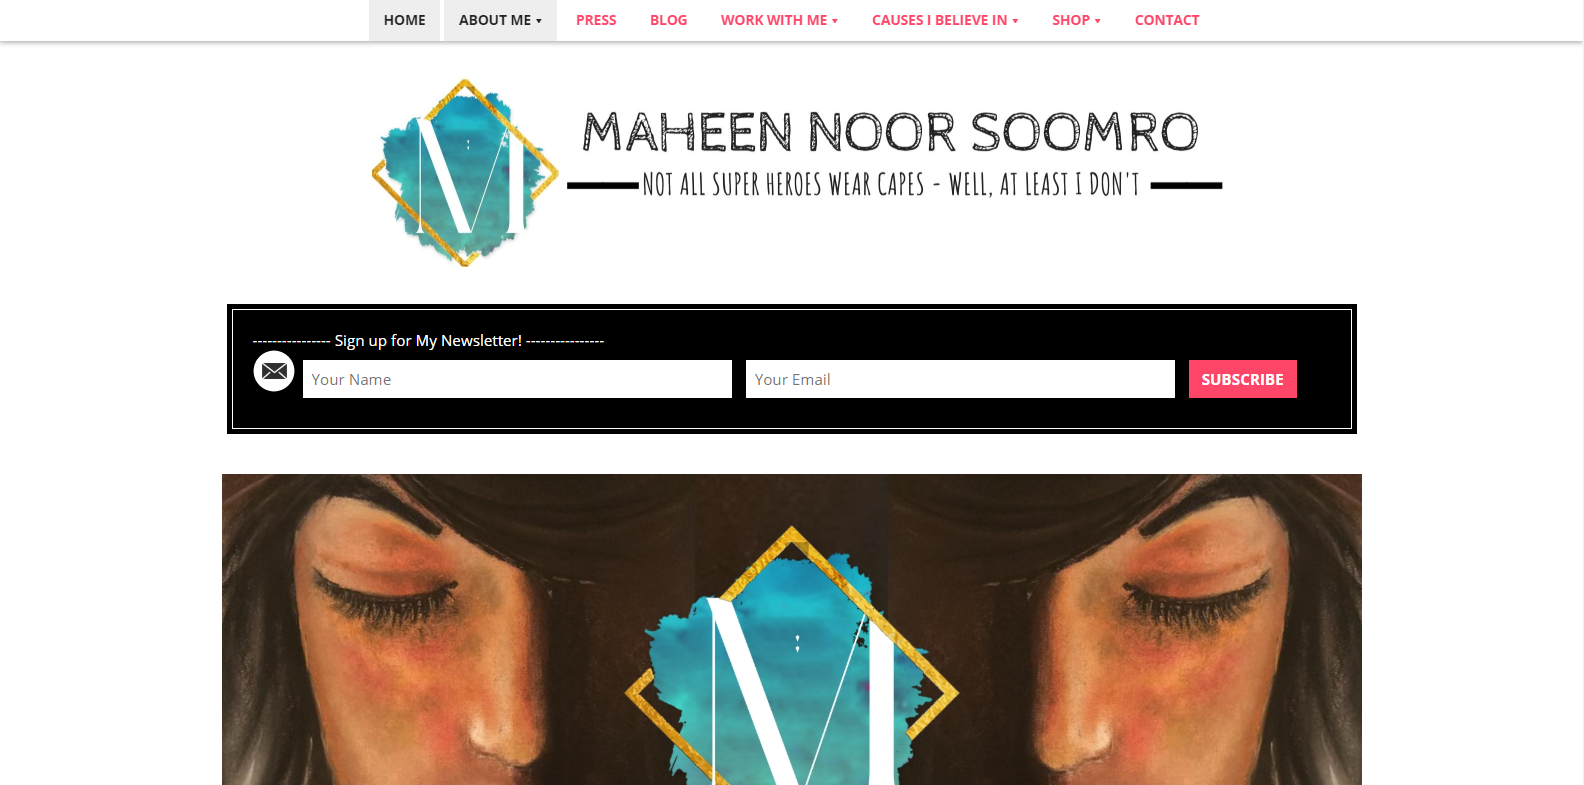 HOME ABOUT ME PRESS BLOG WORK WITH ME CAUSES I BELIEVE IN SHOP CONTACT
M
MAHEEN NOOR SOOMRO
NOT ALL SUPER HEROES WEAR CAPES - WELL, AT LEAST I DON'T
---------------- Sign up for My Newsletter! ----------------
Your Name Your Email SUBSCRIBE
M